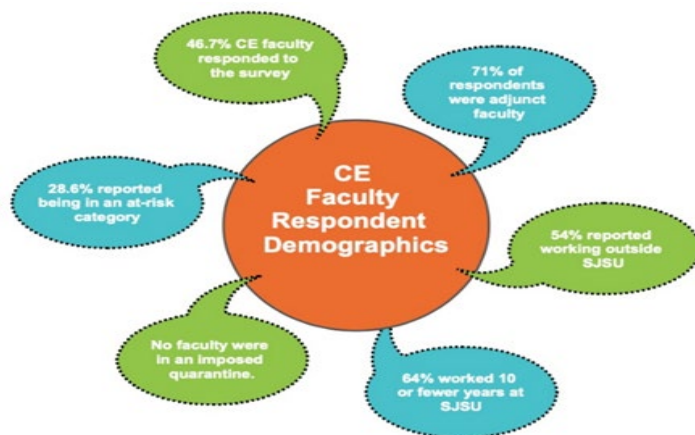 46.7% CE faculty
responded to
the survey
71% of
respondents
were adjunct
faculty
CE
Faculty
Respondent
Demographics
28.6% reported
being in an at-risk
category
54% reported
working outside
SJSU
No faculty were
in an imposed
quarantine.
64% worked 10
or fewer years at
SJSU